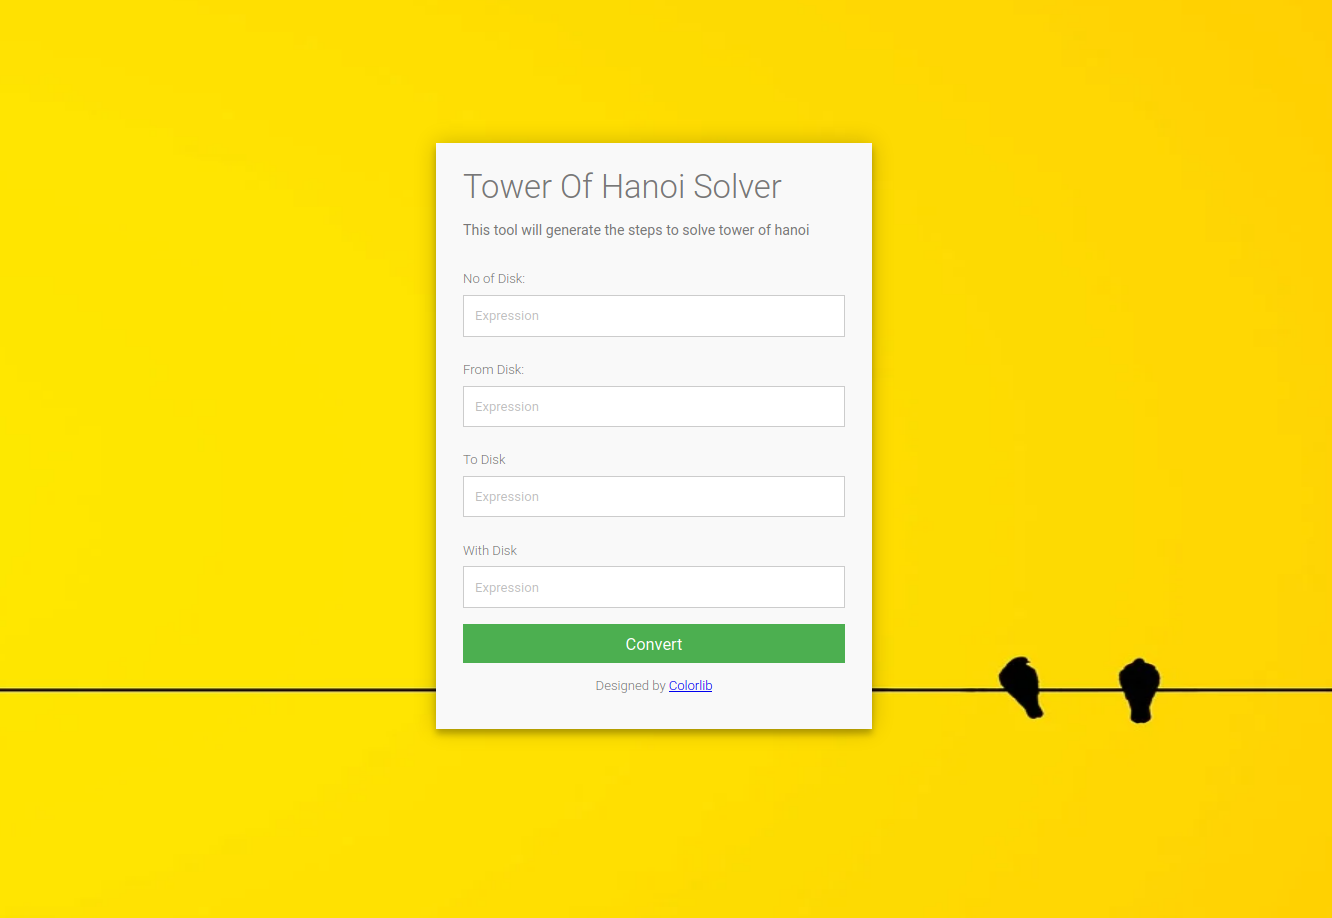 Tower Of Hanoi Solver
This tool will generate the steps to solve tower of hanoi
No of Disk:
Expression
From Disk:
Expression
To Disk
Expression
With Disk
Expression
Convert
Designed by Colorlib